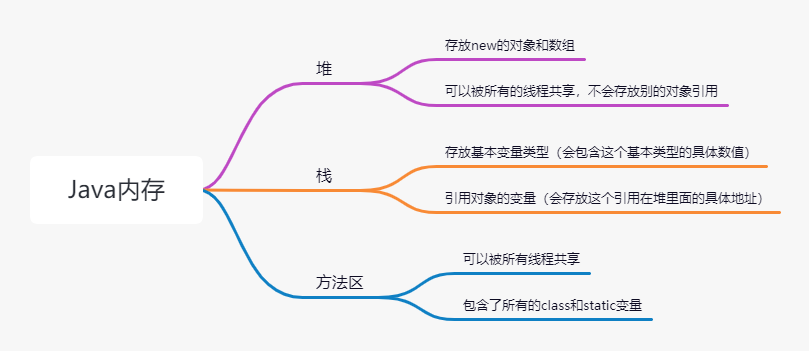 Java内存
堆
存放new的对象和数组
可以被所有的线程共享，不会存放别的对象引用
栈
存放基本变量类型（会包含这个基本类型的具体数值）
引用对象的变量（会存放这个引用在堆里面的具体地址）
方法区
可以被所有线程共享
包含了所有的class和static变量